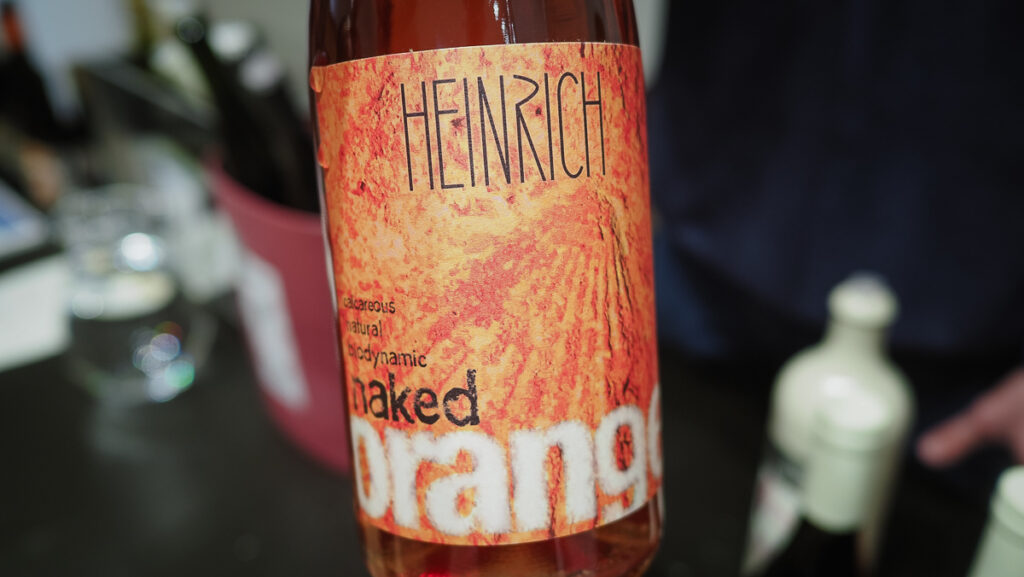 HEINRICH
calcareous
natural
biodynamic
naked
orange